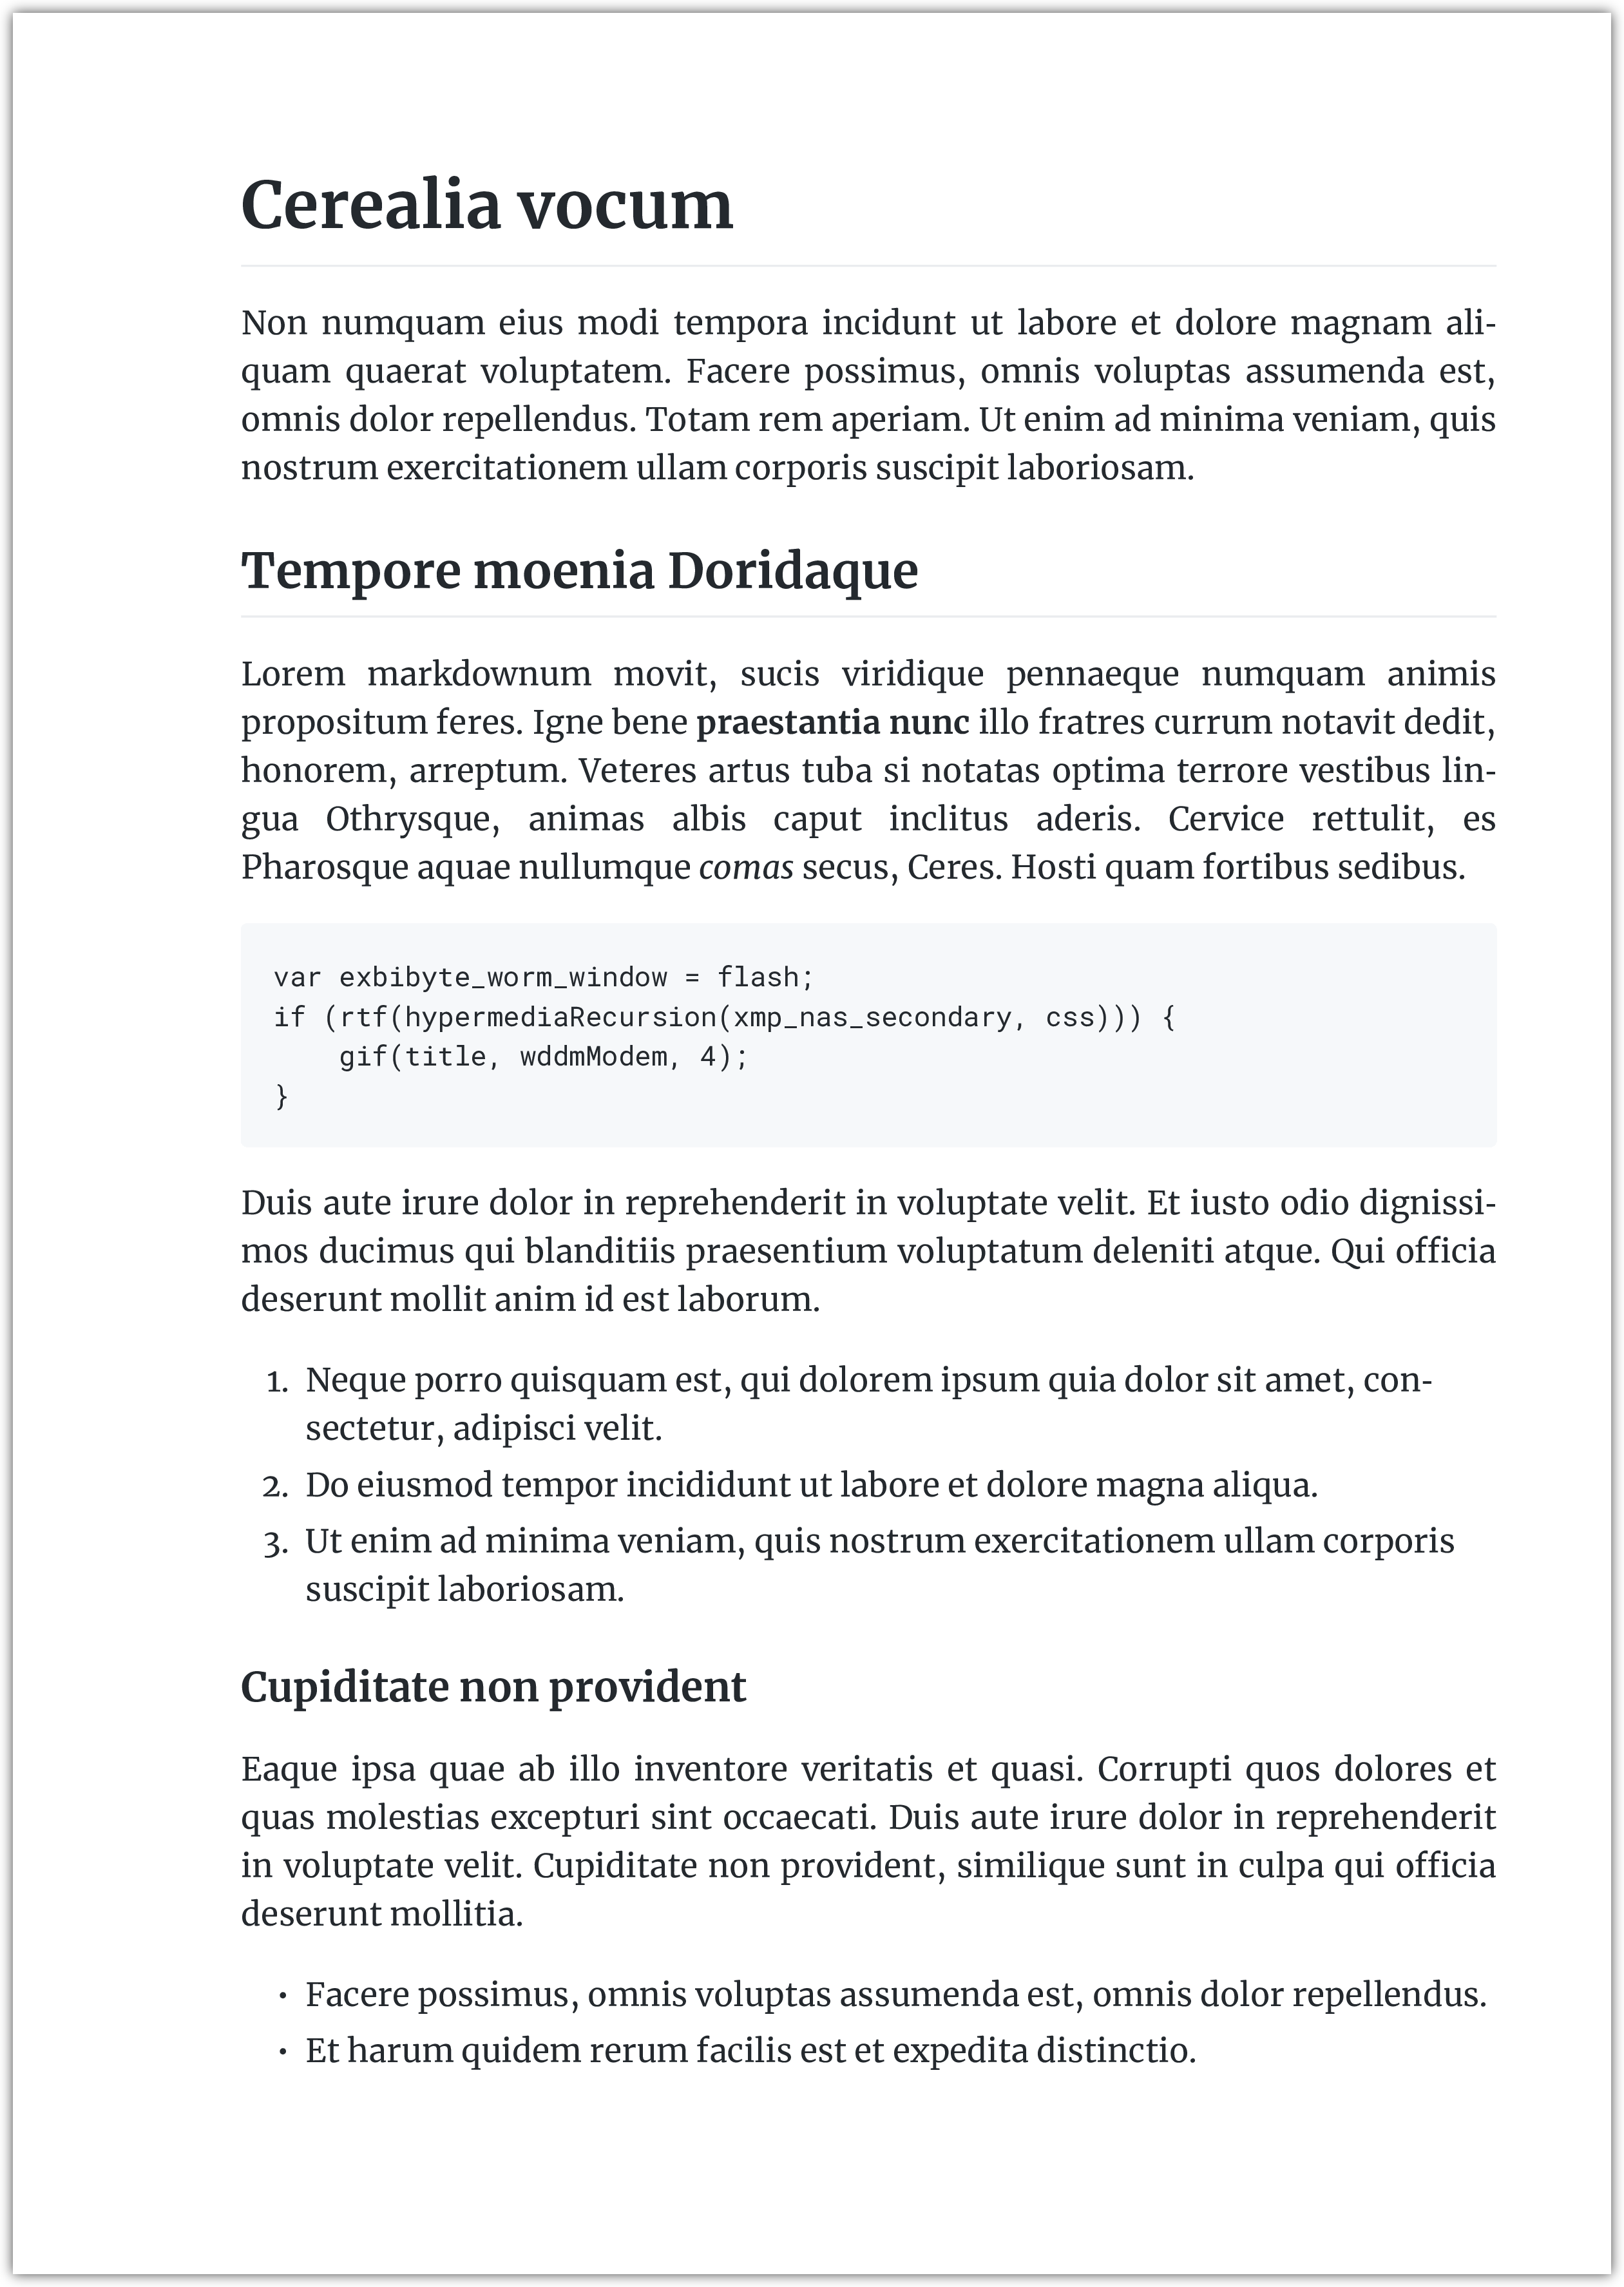 Cerealia vocum
Non numquam eius modi tempora incidunt ut labore et dolore magnam ali-
quam quaerat voluptatem. Facere possimus, omnis voluptas assumenda est,
omnis dolor repellendus. Totam rem aperiam. Ut enim ad minima veniam, quis
nostrum exercitationem ullam corporis suscipit laboriosam.
Tempore moenia Doridaque
Lorem markdownum movit, sucis viridique pennaeque numquam animis
propositum feres. Igne bene praestantia nunc illo fratres currum notavit dedit,
honorem, arreptum. Veteres artus tuba si notatas optima terrore vestibus lin-
gua Othrysque, animas albis caput inclitus aderis. Cervice rettulit, es
Pharosque aquae nullumque comas secus, Ceres. Hosti quam fortibus sedibus.
var exbibyte_worm_window = flash;
if (rtf(hypermediaRecursion(xmp_nas_secondary, css))) {
    gif(title, wddmModem, 4);
}
Duis aute irure dolor in reprehenderit in voluptate velit. Et iusto odio dignissi-
mos ducimus qui blanditiis praesentium voluptatum deleniti atque. Qui officia
deserunt mollit anim id est laborum.
1. Neque porro quisquam est, qui dolorem ipsum quia dolor sit amet, con-
sectetur, adipisci velit.
2. Do eiusmod tempor incididunt ut labore et dolore magna aliqua.
3. Ut enim ad minima veniam, quis nostrum exercitationem ullam corporis
suscipit laboriosam.
Cupiditate non provident
Eaque ipsa quae ab illo inventore veritatis et quasi. Corrupti quos dolores et
quas molestias excepturi sint occaecati. Duis aute irure dolor in reprehenderit
in voluptate velit. Cupiditate non provident, similique sunt in culpa qui officia
deserunt mollitia.
• Facere possimus, omnis voluptas assumenda est, omnis dolor repellendus.
• Et harum quidem rerum facilis est et expedita distinctio.